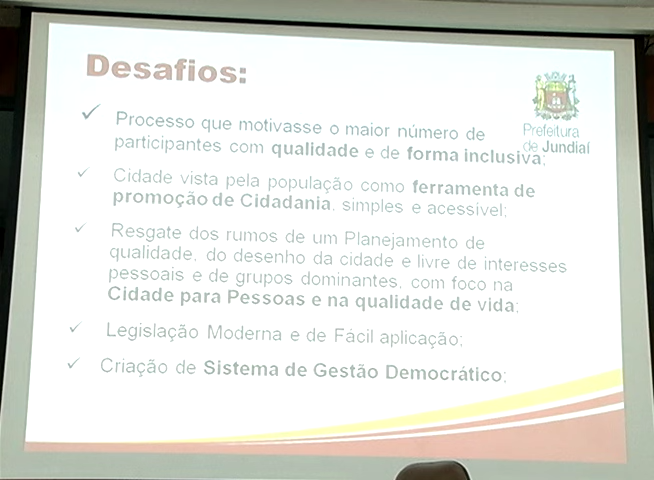 Desafios:
Processo que motivasse o maior número de
participantes com qualidade e de forma inclusiva;
Prefeitura
de Jundiaí
Cidade vista pela população como ferramenta de
promoção de Cidadania, simples e acessivel;
Resgate dos rumos de um Planejamento de
qualidade, do desenho da cidade e livre de interesses
pessoais e de grupos dominantes, com foco na
Cidade para Pessoas e na qualidade de vida;
Legislação Moderna e de Fácil aplicação;
Criação de Sistema de Gestão Democrático;